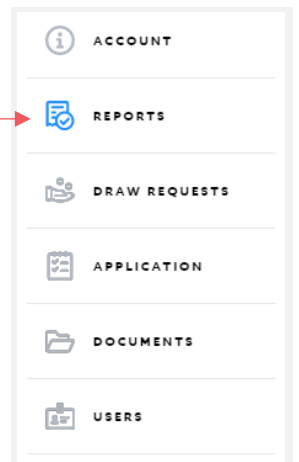 ACCOUNT
REPORTS
DRAW REQUESTS
APPLICATION
DOCUMENTS
USERS